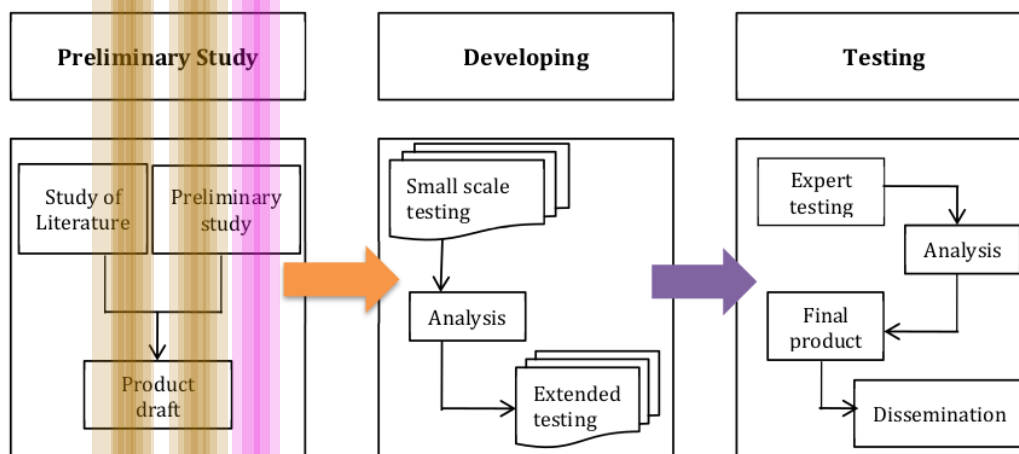 Preliminary Study
Developing
Testing
Study of
Literature
Preliminary
study
Product
draft
Small scale
testing
Analysis
Extended
testing
Expert
testing
Analysis
Final
product
Dissemination